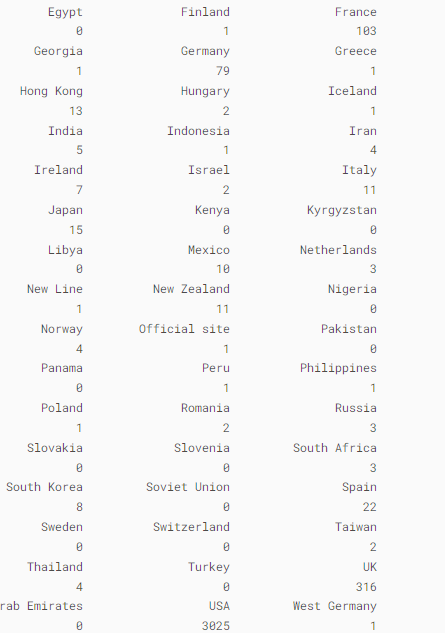 Egypt Finland France
0 1 103
Georgia Germany Greece
1 79 1
Hong Kong Hungary Iceland
13 2 1
India Indonesia Iran
5 1 4
Ireland Israel Italy
7 2 11
Japan Kenya Kyrgyzstan
15 0 0
Libya Mexico Netherlands
0 10 3
New Line New Zealand Nigeria
1 11 0
Norway Official site Pakistan
4 1 0
Panama Peru Philippines
0 1 1
Poland Romania Russia
1 2 3
Slovakia Slovenia South Africa
0 0 3
South Korea Soviet Union Spain
8 0 22
Sweden Switzerland Taiwan
0 0 2
Thailand Turkey UK
4 0 316
rab Emirates USA West Germany
0 3025 1